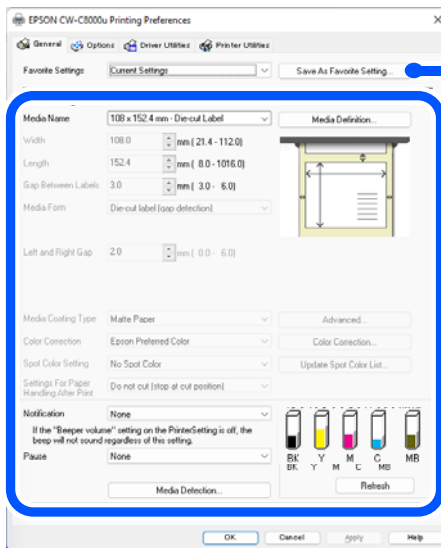 EPSON CW-C8000u Printing Preferences
General Options Driver Utilities Printer Utilities
Favorite Settings Current Settings Save As Favorite Setting...
Media Name 108 x 152.4 mm - Die-cut Label Media Definition...
Width 108.0 mm ( 21.4 - 112.0)
Length 152.4 mm ( 8.0 -1016.0)
Gap Between Labels 3.0 mm ( 3.0 - 6.0)
Media Form Die-cut label (gap detection)
Left and Right Gap 2.0 mm ( 0.0 - 6.0)
Media Coating Type Matte Paper Advanced...
Color Correction Epson Preferred Color Color Correction...
Spot Color Setting No Spot Color Update Spot Color List...
Settings For Paper
Handling After Print Do not cut (stop at cut position)
Notification None
If the "Beeper volume" setting on the PrinterSetting is off, the
beep will not sound regardless of this setting.
Pause None
BK Y M C MB
BK Y M C MB
Media Detection... Refresh
OK Cancel Apply Help